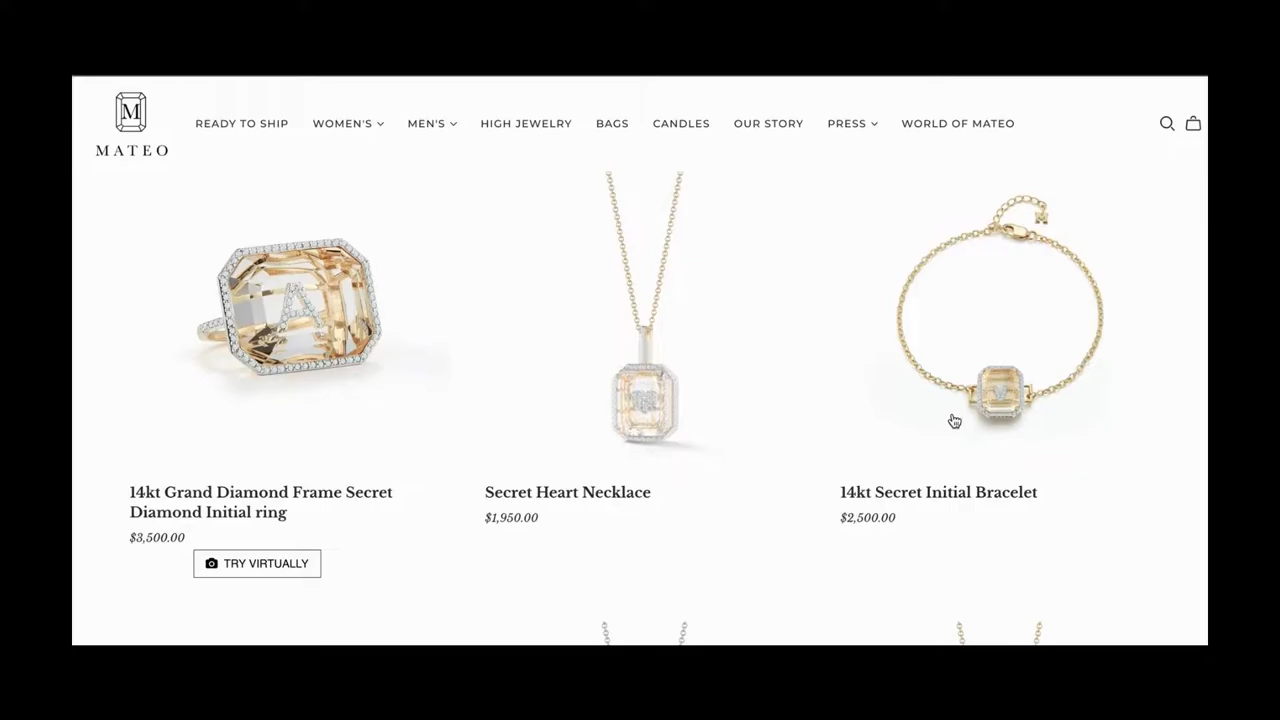 M
MATEO
READY TO SHIP
WOMEN'S
MEN'S
HIGH JEWELRY
BAGS
CANDLES
OUR STORY
PRESS
WORLD OF MATEO
A
14kt Grand Diamond Frame Secret
Diamond Initial ring
$3,500.00
TRY VIRTUALLY
Secret Heart Necklace
$1,950.00
14kt Secret Initial Bracelet
$2,500.00